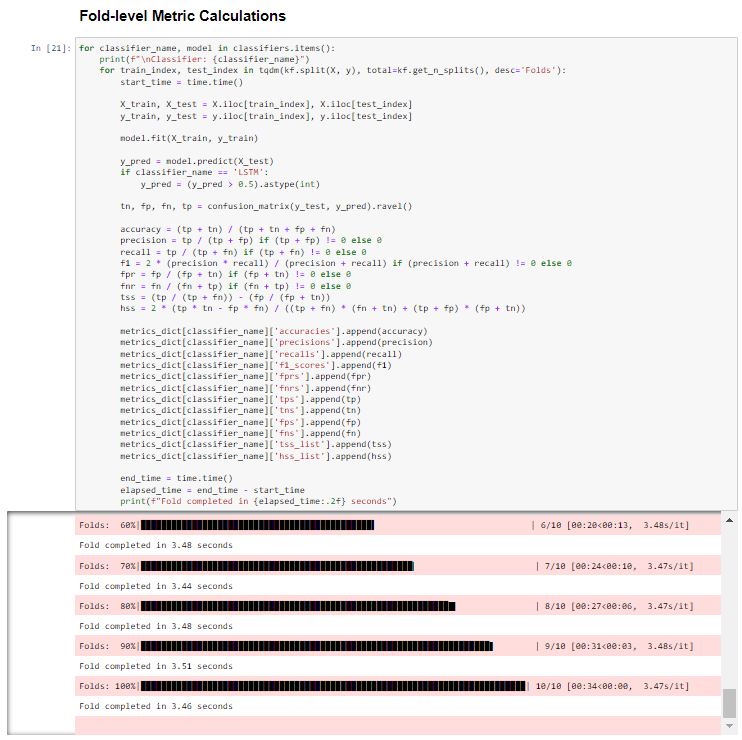 Fold-level Metric Calculations
In [21]: for classifier_name, model in classifiers.items():
    print(f"\nClassifier: {classifier_name}")
    for train_index, test_index in tqdm(kf.split(X, y), total=kf.get_n_splits(), desc='Folds'):
        start_time = time.time()

        X_train, X_test = X.iloc[train_index], X.iloc[test_index]
        y_train, y_test = y.iloc[train_index], y.iloc[test_index]

        model.fit(X_train, y_train)

        y_pred = model.predict(X_test)
        if classifier_name == 'LSTM':
            y_pred = (y_pred > 0.5).astype(int)

        tn, fp, fn, tp = confusion_matrix(y_test, y_pred).ravel()

        accuracy = (tp + tn) / (tp + tn + fp + fn)
        precision = tp / (tp + fp) if (tp + fp) != 0 else 0
        recall = tp / (tp + fn) if (tp + fn) != 0 else 0
        f1 = 2 * (precision * recall) / (precision + recall) if (precision + recall) != 0 else 0
        fpr = fp / (fp + tn) if (fp + tn) != 0 else 0
        fnr = fn / (fn + tp) if (fn + tp) != 0 else 0
        tss = (tp / (tp + fn)) - (fp / (fp + tn))
        hss = 2 * (tp * tn - fp * fn) / ((tp + fn) * (fn + tn) + (tp + fp) * (fp + tn))

        metrics_dict[classifier_name]['accuracies'].append(accuracy)
        metrics_dict[classifier_name]['precisions'].append(precision)
        metrics_dict[classifier_name]['recalls'].append(recall)
        metrics_dict[classifier_name]['f1_scores'].append(f1)
        metrics_dict[classifier_name]['fprs'].append(fpr)
        metrics_dict[classifier_name]['fnrs'].append(fnr)
        metrics_dict[classifier_name]['tps'].append(tp)
        metrics_dict[classifier_name]['tns'].append(tn)
        metrics_dict[classifier_name]['fps'].append(fp)
        metrics_dict[classifier_name]['fns'].append(fn)
        metrics_dict[classifier_name]['tss_list'].append(tss)
        metrics_dict[classifier_name]['hss_list'].append(hss)

        end_time = time.time()
        elapsed_time = end_time - start_time
        print(f"Fold completed in {elapsed_time:.2f} seconds")
Folds:  60%| | 6/10 [00:20<00:13,  3.48s/it]
Fold completed in 3.48 seconds
Folds:  70%| | 7/10 [00:24<00:10,  3.47s/it]
Fold completed in 3.44 seconds
Folds:  80%| | 8/10 [00:27<00:06,  3.47s/it]
Fold completed in 3.48 seconds
Folds:  90%| | 9/10 [00:31<00:03,  3.48s/it]
Fold completed in 3.51 seconds
Folds: 100%| | 10/10 [00:34<00:00,  3.47s/it]
Fold completed in 3.46 seconds